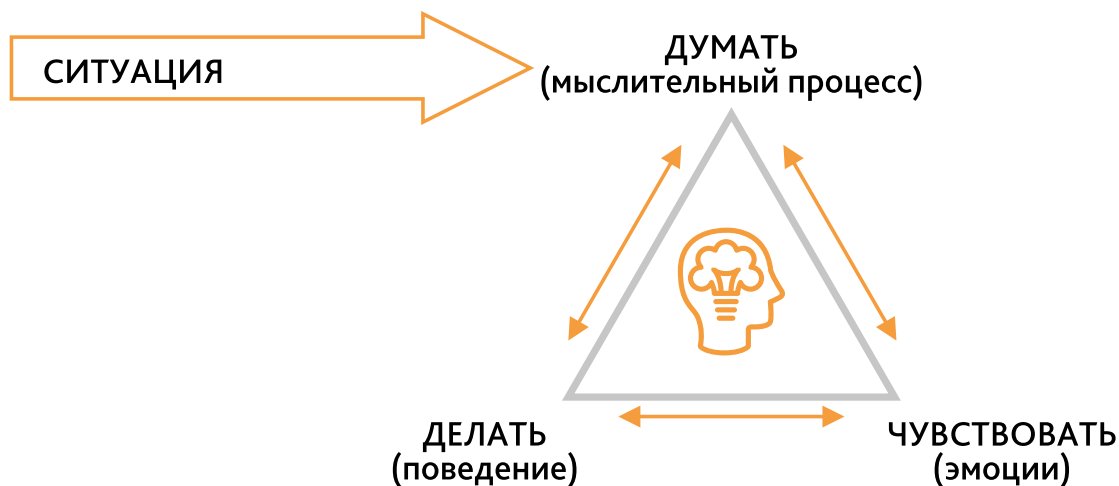 СИТУАЦИЯ
ДУМАТЬ
(мыслительный процесс)
ДЕЛАТЬ
(поведение)
ЧУВСТВОВАТЬ
(эмоции)